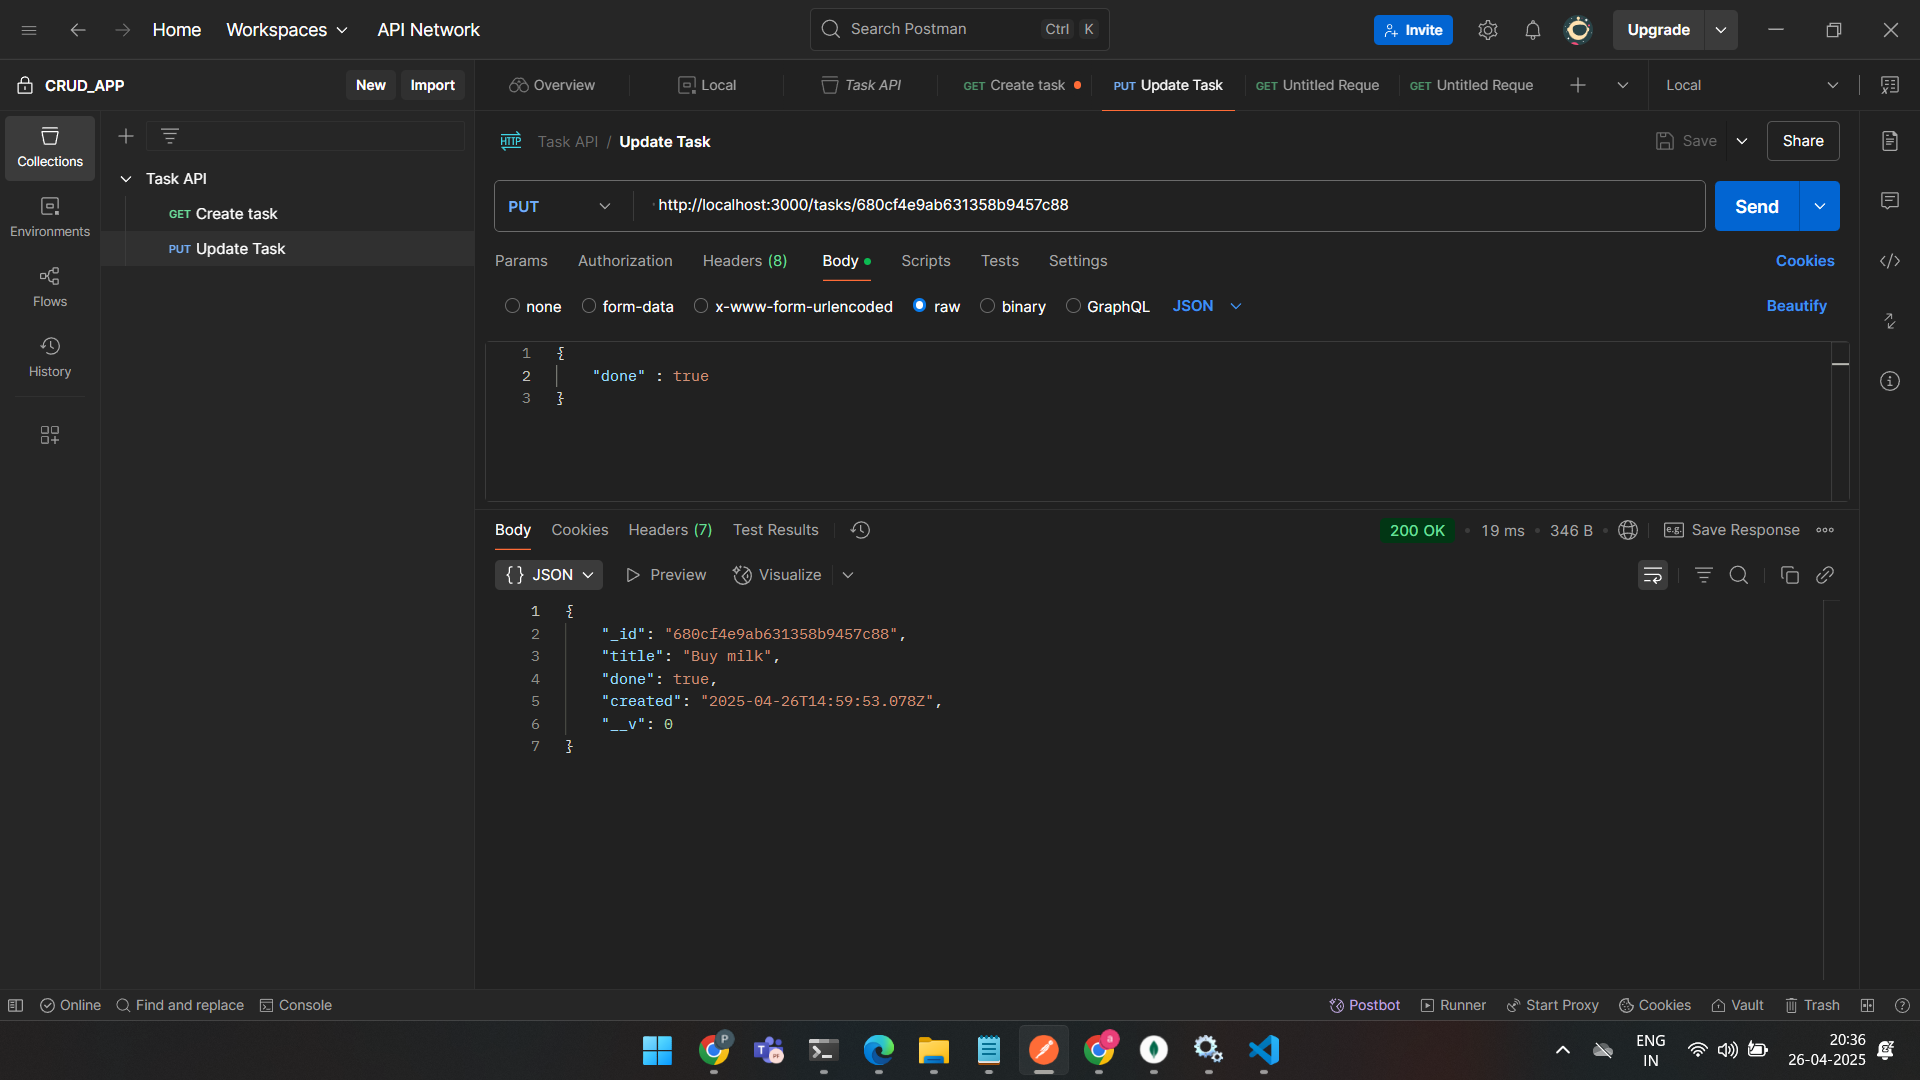 Home Workspaces API Network Search Postman Ctrl K Invite Upgrade
CRUD_APP New Import Overview Local Task API GET Create task PUT Update Task GET Untitled Reque GET Untitled Reque Local
Collections
Environments
Flows
History
Task API
GET Create task
PUT Update Task
HTTP Task API / Update Task Save Share
PUT http://localhost:3000/tasks/680cf4e9ab631358b9457c88 Send
Params Authorization Headers (8) Body Scripts Tests Settings Cookies
none form-data x-www-form-urlencoded raw binary GraphQL JSON Beautify
1 {
2 "done" : true
3 }
Body Cookies Headers (7) Test Results 200 OK • 19 ms • 346 B e.g. Save Response
{} JSON Preview Visualize
1 {
2 "_id": "680cf4e9ab631358b9457c88",
3 "title": "Buy milk",
4 "done": true,
5 "created": "2025-04-26T14:59:53.078Z",
6 "__v": 0
7 }
Online Find and replace Console Postbot Runner Start Proxy Cookies Vault Trash
P a ENG 20:36
IN 26-04-2025